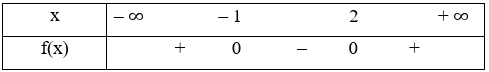 x – ∞ – 1 2 + ∞
f(x) + 0 – 0 +